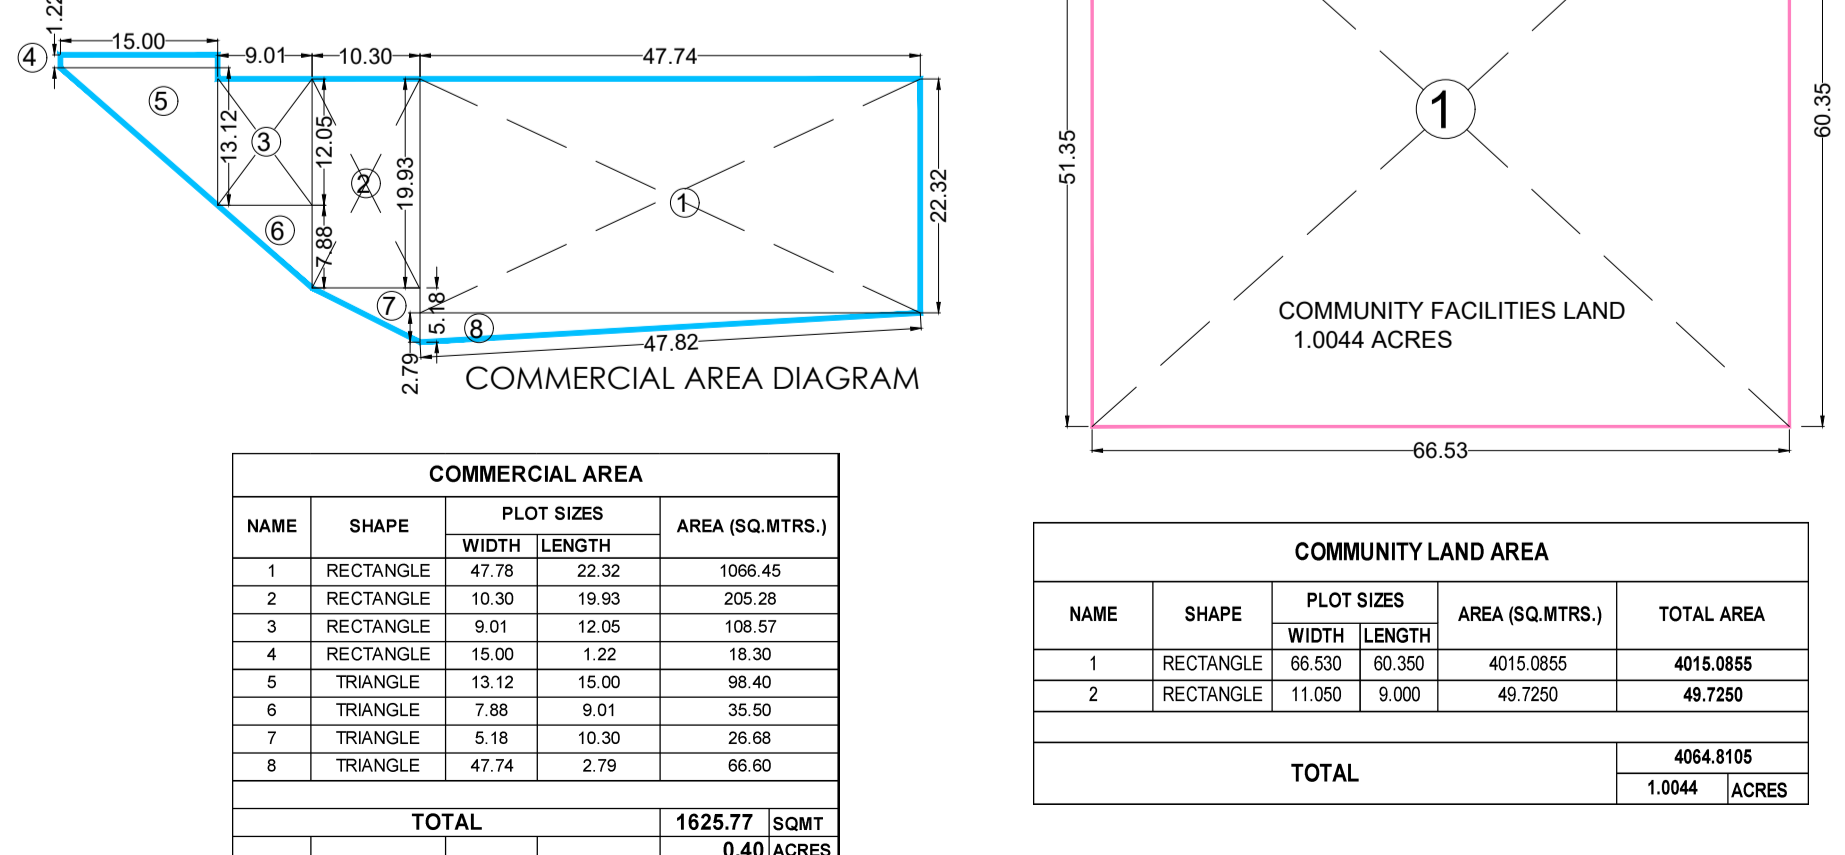 1.22
15.00
9.01
10.30
47.74
4
5
3
2
1
6
7
8
13.12
12.05
19.93
22.32
7.88
5.18
2.79
47.82
COMMERCIAL AREA DIAGRAM
COMMERCIAL AREA
NAME SHAPE PLOT SIZES AREA (SQ.MTRS.)
WIDTH LENGTH
1 RECTANGLE 47.78 22.32 1066.45
2 RECTANGLE 10.30 19.93 205.28
3 RECTANGLE 9.01 12.05 108.57
4 RECTANGLE 15.00 1.22 18.30
5 TRIANGLE 13.12 15.00 98.40
6 TRIANGLE 7.88 9.01 35.50
7 TRIANGLE 5.18 10.30 26.68
8 TRIANGLE 47.74 2.79 66.60
TOTAL 1625.77 SQMT
0.40 ACRES
1
51.35
60.35
COMMUNITY FACILITIES LAND
1.0044 ACRES
66.53
COMMUNITY LAND AREA
NAME SHAPE PLOT SIZES AREA (SQ.MTRS.) TOTAL AREA
WIDTH LENGTH
1 RECTANGLE 66.530 60.350 4015.0855 4015.0855
2 RECTANGLE 11.050 9.000 49.7250 49.7250
TOTAL 4064.8105
1.0044 ACRES